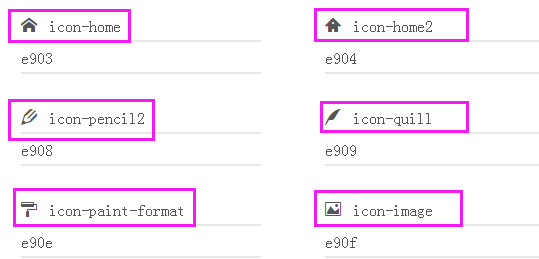 icon-home
icon-home2
e903
e904
icon-pencil2
icon-quill
e908
e909
icon-paint-format
icon-image
e90e
e90f